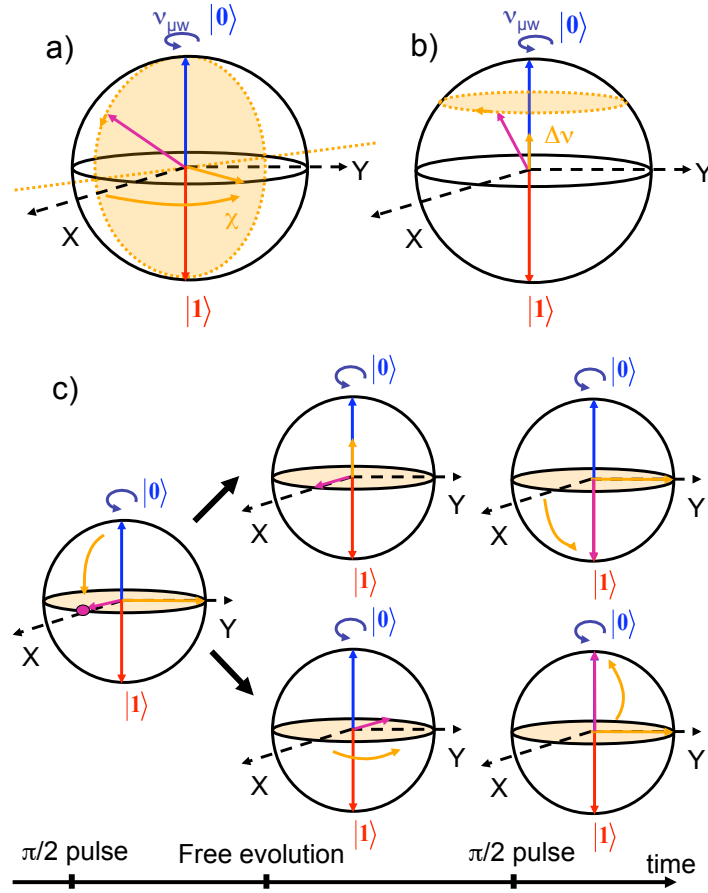 a)
ν_μw |0⟩
Y
X
χ
|1⟩
b)
ν_μw |0⟩
Δν
Y
X
|1⟩
c)
|0⟩
Y
X
|1⟩
|0⟩
Y
X
|1⟩
|0⟩
Y
X
|1⟩
|0⟩
Y
X
|1⟩
|0⟩
Y
X
|1⟩
π/2 pulse
Free evolution
π/2 pulse
time